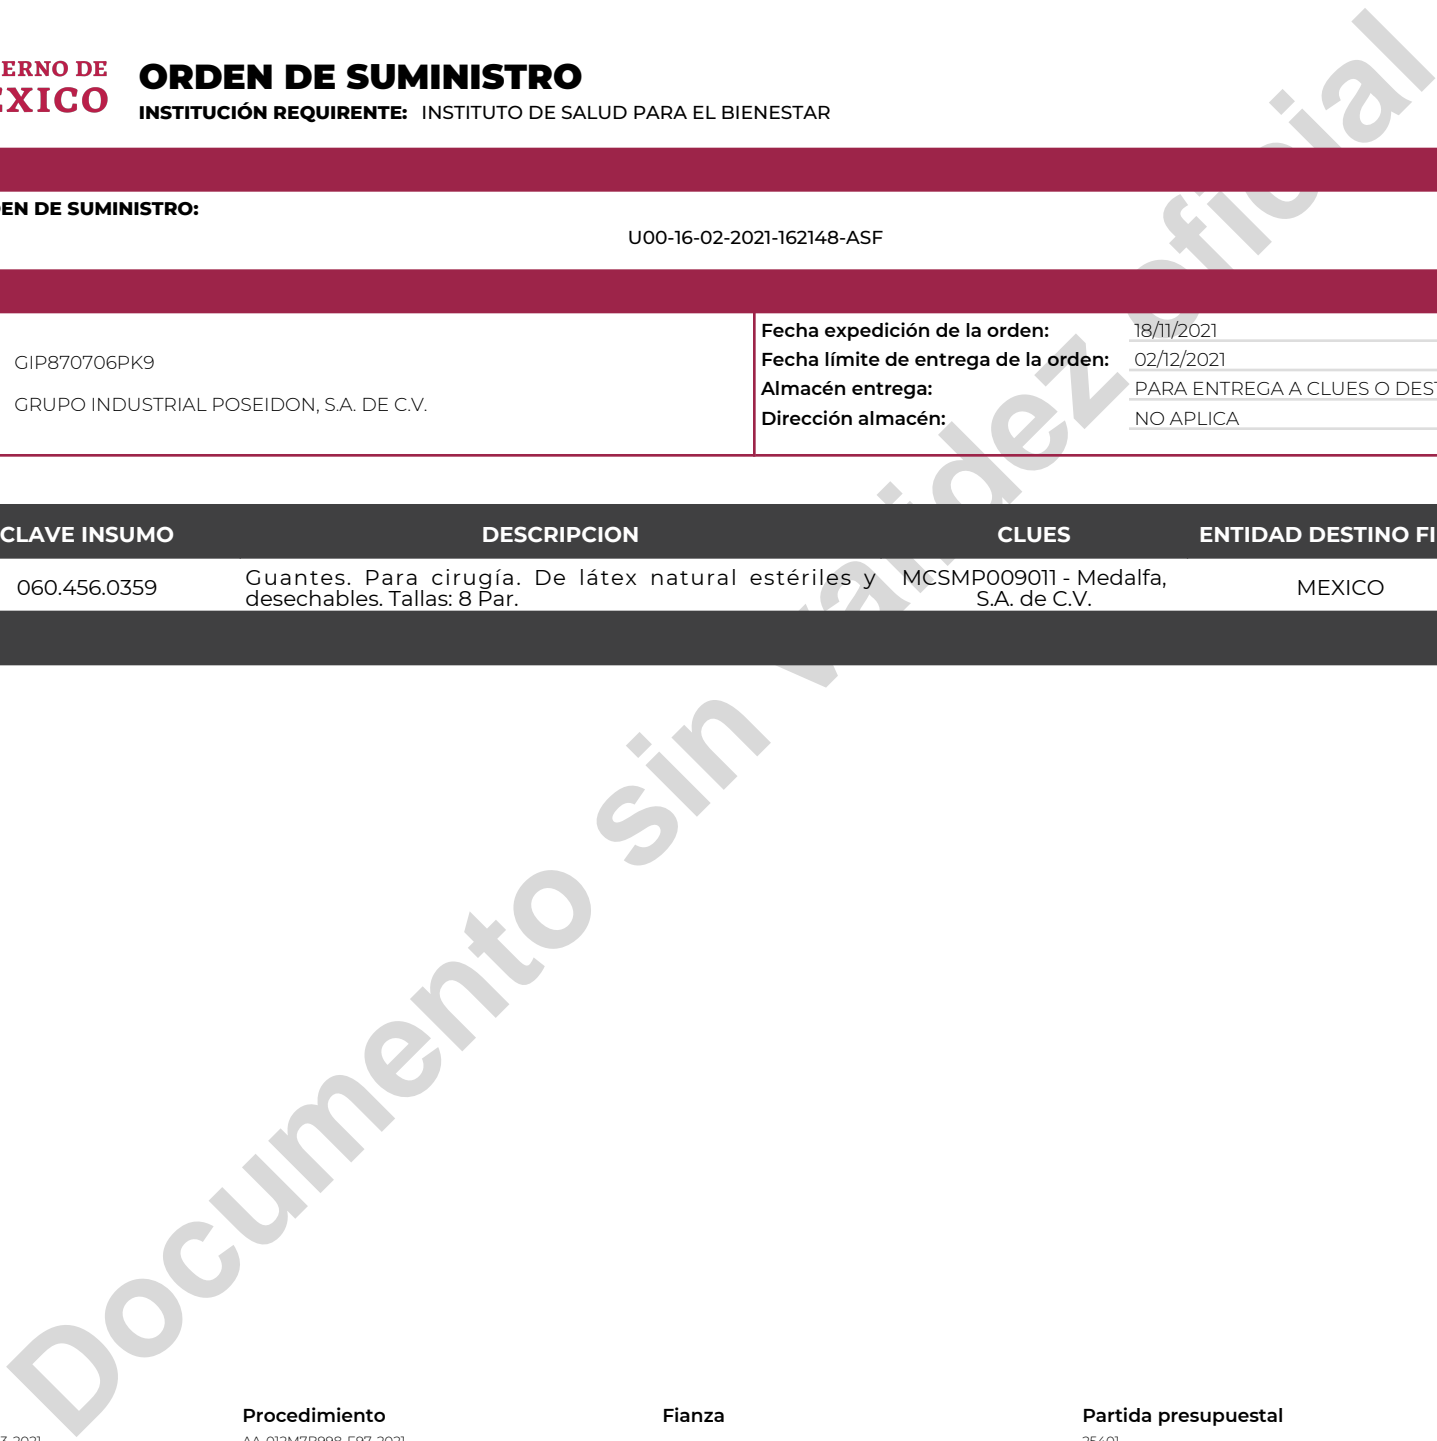 ERNO DE
EXICO
ORDEN DE SUMINISTRO
INSTITUCIÓN REQUIRENTE: INSTITUTO DE SALUD PARA EL BIENESTAR
EN DE SUMINISTRO:
U00-16-02-2021-162148-ASF
GIP870706PK9
GRUPO INDUSTRIAL POSEIDON, S.A. DE C.V.
Fecha expedición de la orden: 18/11/2021
Fecha límite de entrega de la orden: 02/12/2021
Almacén entrega: PARA ENTREGA A CLUES O DEST
Dirección almacén: NO APLICA
CLAVE INSUMO DESCRIPCION CLUES ENTIDAD DESTINO FI
060.456.0359 Guantes. Para cirugía. De látex natural estériles y MCSMP009011 - Medalfa, MEXICO
desechables. Tallas: 8 Par. S.A. de C.V.
Documento sin validez oficial
Procedimiento Fianza Partida presupuestal